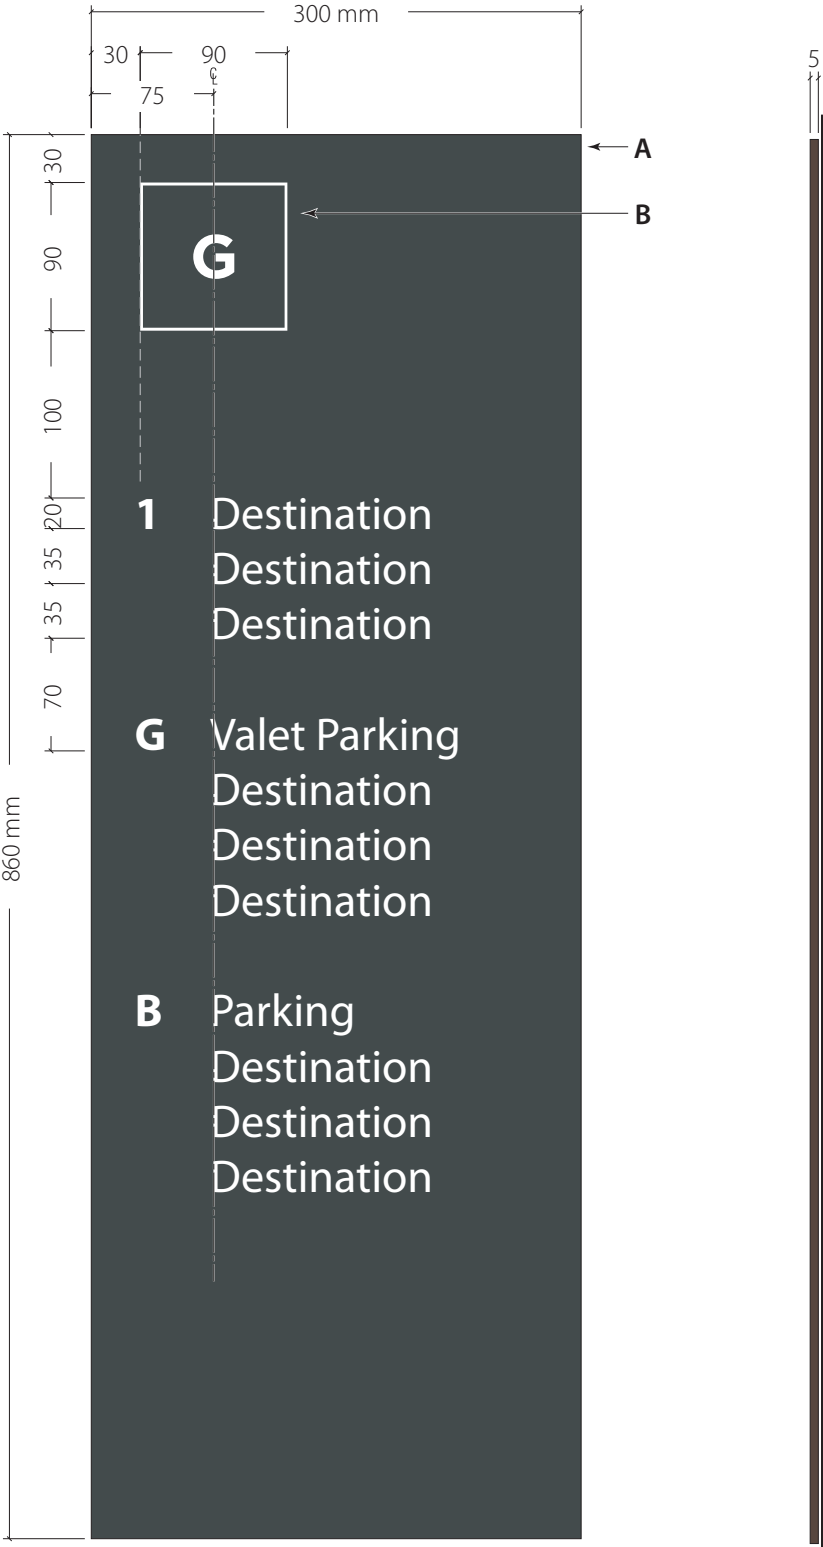 300 mm
5
30 90
℄
75
A
30
B
90
G
100
20
1 Destination
35
Destination
35
Destination
70
G Valet Parking
Destination
860 mm
Destination
Destination
B Parking
Destination
Destination
Destination